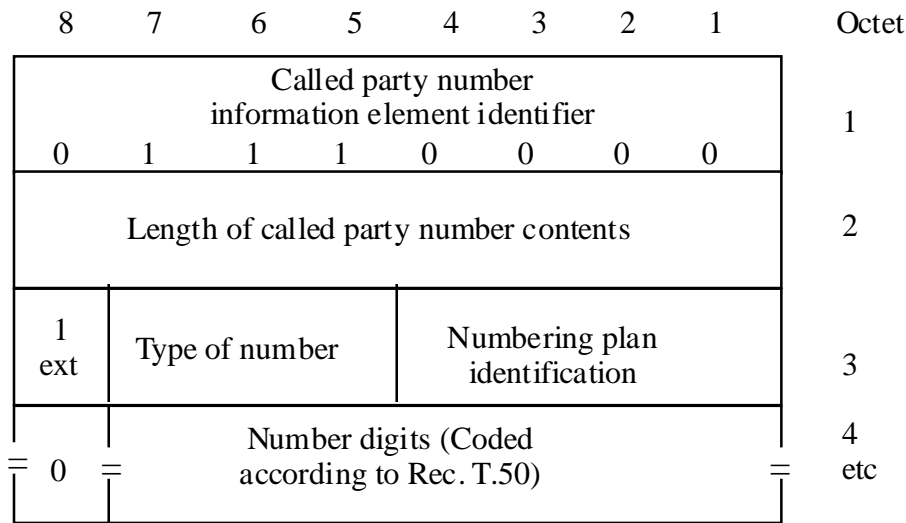 8 7 6 5 4 3 2 1 Octet
Called party number
information element identifier
1
0 1 1 1 0 0 0 0
Length of called party number contents 2
1
ext
Type of number
Numbering plan
identification
3
Number digits (Coded
according to Rec. T.50)
4
etc
= 0 = =